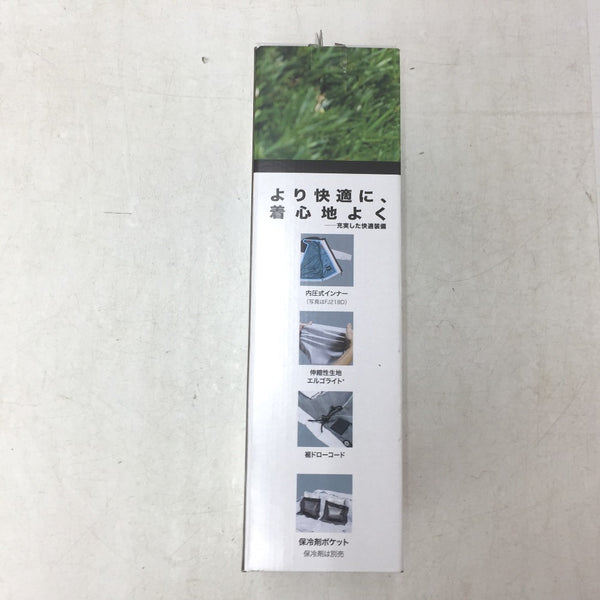 より快適に、
着心地よく
──充実した快適装備
内圧式インナー
（写真はFJ218D）
伸縮性生地
エルゴライト*
裾ドローコード
保冷剤ポケット
保冷剤は別売